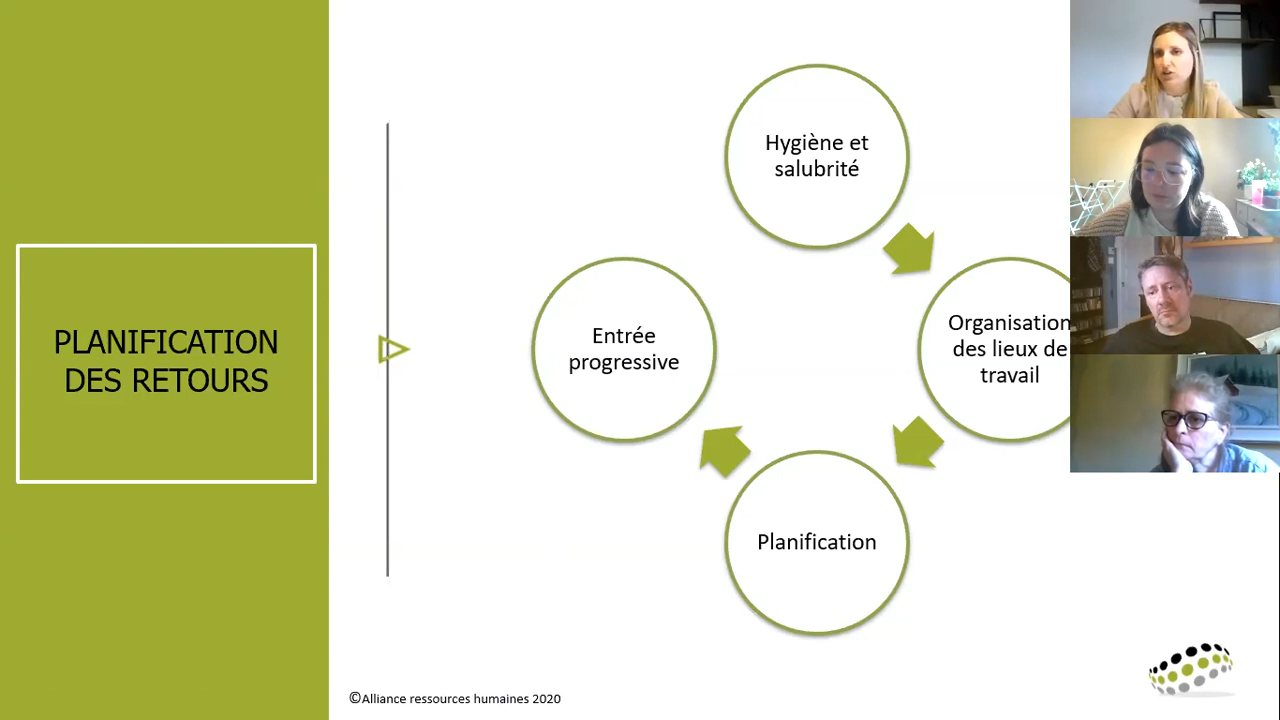 PLANIFICATION
DES RETOURS
Hygiène et
salubrité
Organisation
des lieux de
travail
Planification
Entrée
progressive
©Alliance ressources humaines 2020